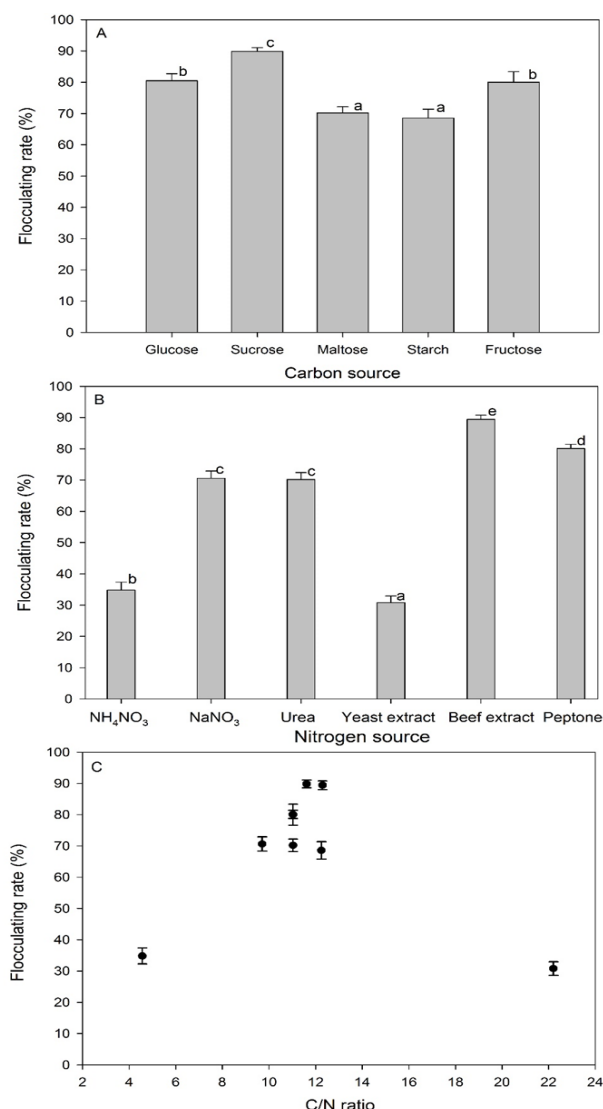 A
Flocculating rate (%)
100
90
80
70
60
50
40
30
20
10
0
b
c
a
a
b
Glucose
Sucrose
Maltose
Starch
Fructose
Carbon source
B
Flocculating rate (%)
100
90
80
70
60
50
40
30
20
10
0
b
c
c
a
e
d
NH₄NO₃
NaNO₃
Urea
Yeast extract
Beef extract
Peptone
Nitrogen source
C
Flocculating rate (%)
100
90
80
70
60
50
40
30
20
10
0
2
4
6
8
10
12
14
16
18
20
22
24
C/N ratio